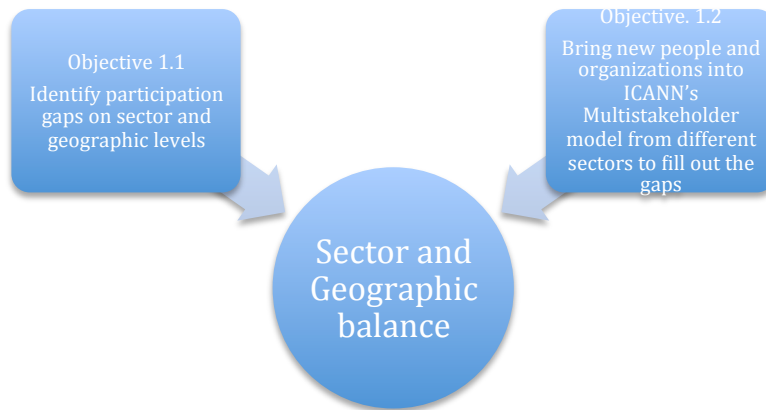 Objective 1.1
Identify participation
gaps on sector and
geographic levels
Objective. 1.2
Bring new people and
organizations into
ICANN's
Multistakeholder
model from different
sectors to fill out the
gaps
Sector and
Geographic
balance